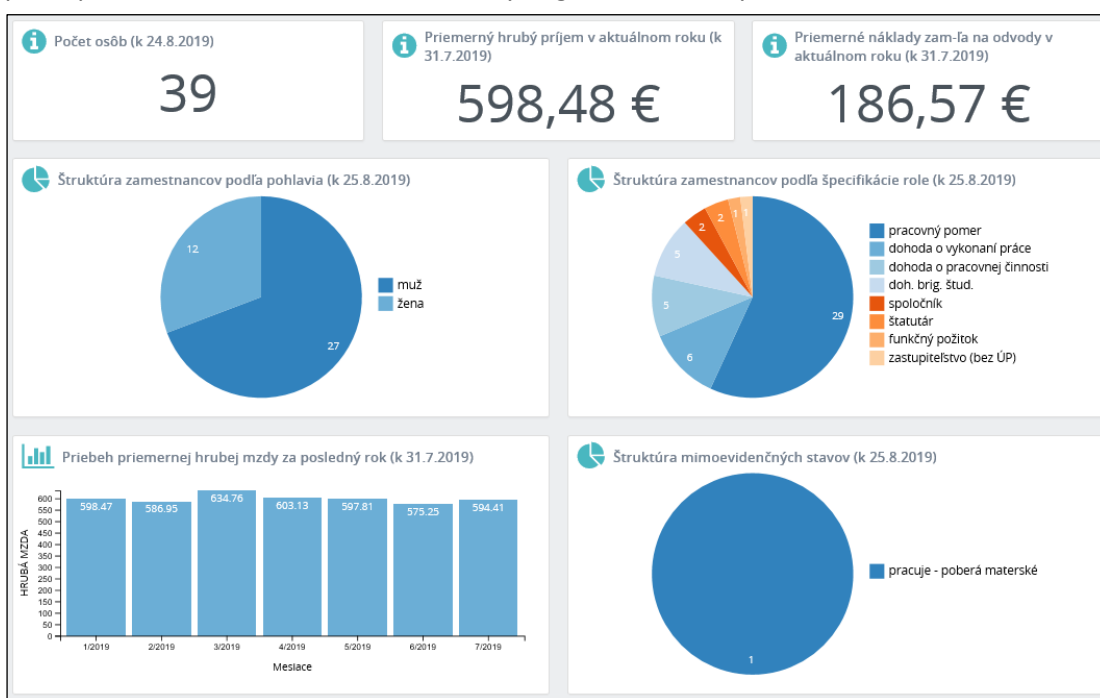 Počet osôb (k 24.8.2019)
39
Priemerný hrubý príjem v aktuálnom roku (k
31.7.2019)
598,48 €
Priemerné náklady zam-ľa na odvody v
aktuálnom roku (k 31.7.2019)
186,57 €
Štruktúra zamestnancov podľa pohlavia (k 25.8.2019)
12
27
muž
žena
Štruktúra zamestnancov podľa špecifikácie role (k 25.8.2019)
1
1
2
2
5
5
6
29
pracovný pomer
dohoda o vykonaní práce
dohoda o pracovnej činnosti
doh. brig. štud.
spoločník
štatutár
funkčný požitok
zastupiteľstvo (bez ÚP)
Priebeh priemernej hrubej mzdy za posledný rok (k 31.7.2019)
HRUBÁ MZDA
600
550
500
450
400
350
300
250
200
150
100
50
0
598.47
586.95
634.76
603.13
597.81
575.25
594.41
1/2019
2/2019
3/2019
4/2019
5/2019
6/2019
7/2019
Mesiace
Štruktúra mimoevidenčných stavov (k 25.8.2019)
1
pracuje - poberá materské